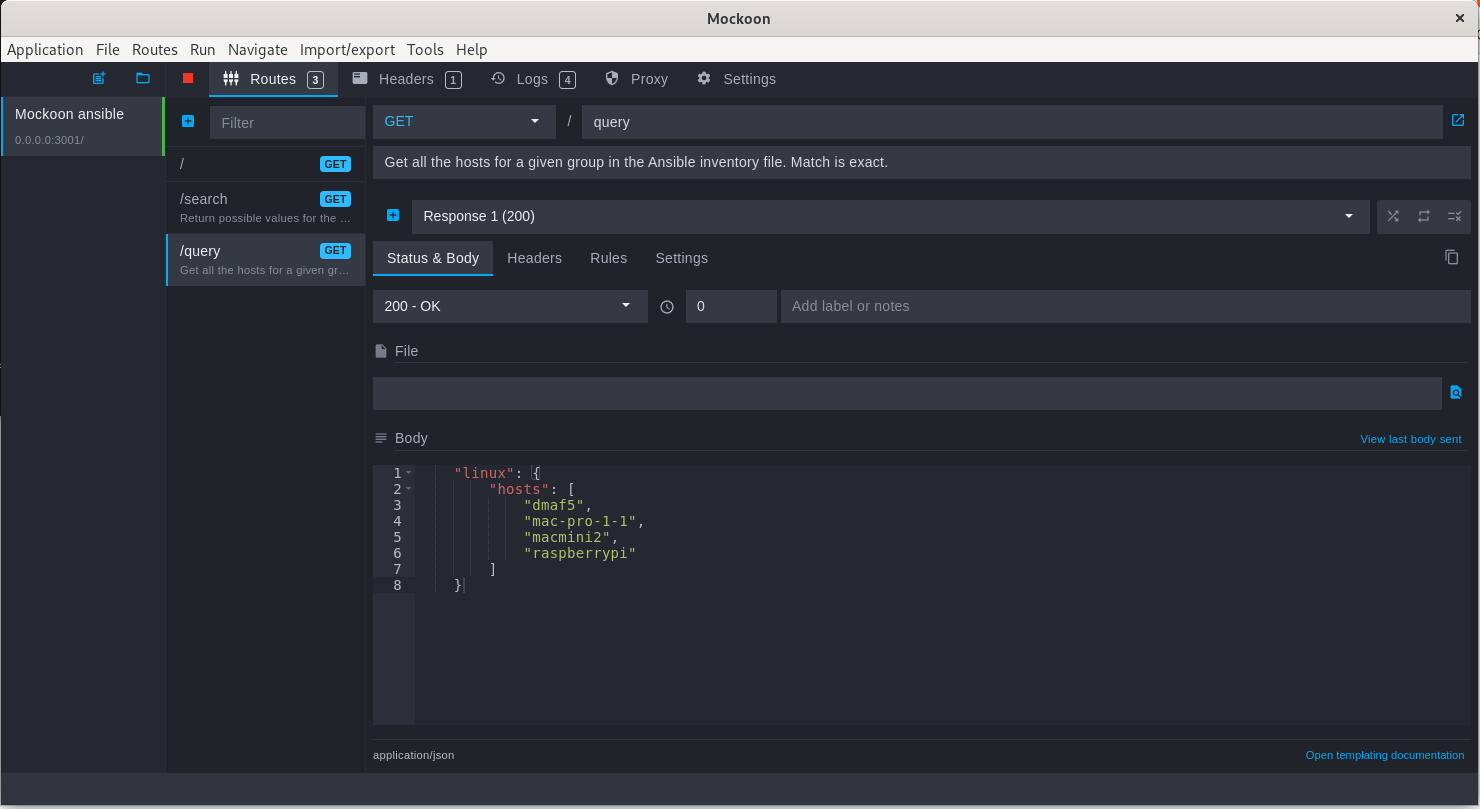 Mockoon
Application File Routes Run Navigate Import/export Tools Help
Routes 3 Headers 1 Logs 4 Proxy Settings
Mockoon ansible
0.0.0.0:3001/
Filter
/ GET
/search GET
Return possible values for the ...
/query GET
Get all the hosts for a given gr...
GET / query
Get all the hosts for a given group in the Ansible inventory file. Match is exact.
Response 1 (200)
Status & Body Headers Rules Settings
200 - OK 0 Add label or notes
File
Body View last body sent
1 "linux": {
2 "hosts": [
3 "dmaf5",
4 "mac-pro-1-1",
5 "macmini2",
6 "raspberrypi"
7 ]
8 }
application/json Open templating documentation